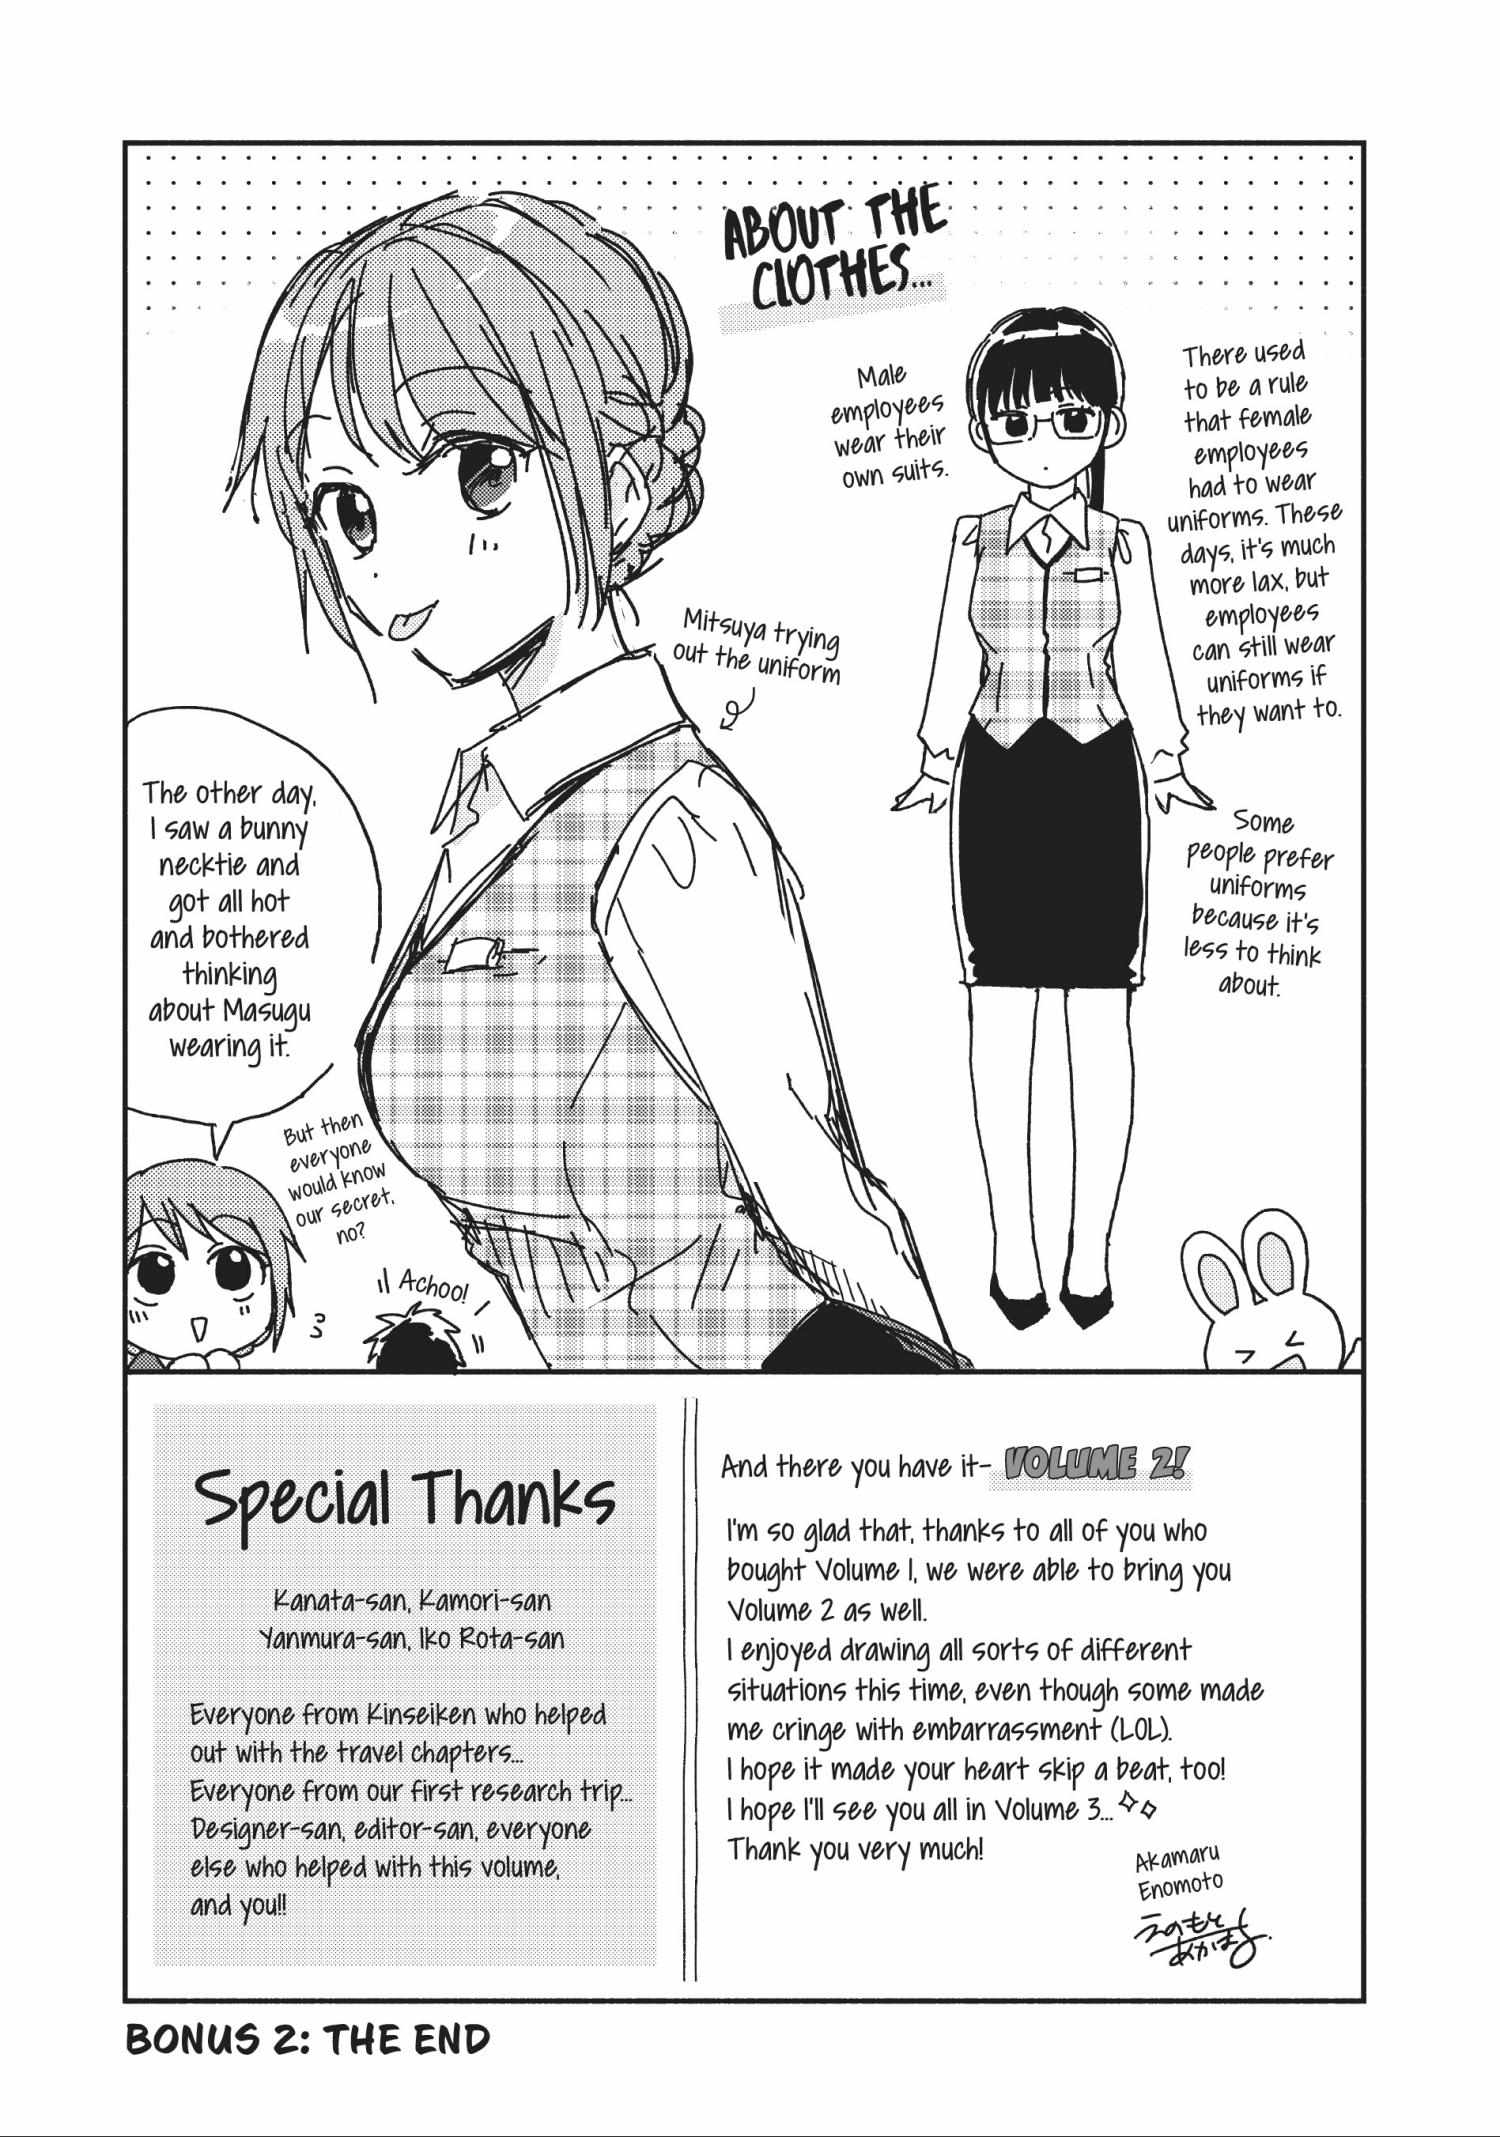 ABOUT THE
CLOTHES...
Male
employees
wear their
own suits.
There used
to be a rule
that female
employees
had to wear
uniforms. These
days, it's much
more lax, but
employees
can still wear
uniforms if
they want to.
Mitsuya trying
out the uniform
Some
people prefer
uniforms
because it's
less to think
about.
The other day,
I saw a bunny
necktie and
got all hot
and bothered
thinking
about Masugu
wearing it.
But then
everyone
would know
our secret,
no?
Achoo!
Special Thanks
Kanata-san, Kamori-san
Yanmura-san, Iko Rota-san
Everyone from Kinseiken who helped
out with the travel chapters...
Everyone from our first research trip...
Designer-san, editor-san, everyone
else who helped with this volume,
and you!!
And there you have it– VOLUME 2!
I'm so glad that, thanks to all of you who
bought Volume 1, we were able to bring you
Volume 2 as well.
I enjoyed drawing all sorts of different
situations this time, even though some made
me cringe with embarrassment (LOL).
I hope it made your heart skip a beat, too!
I hope I'll see you all in Volume 3...
Thank you very much!
Akamaru
Enomoto
えのもと
あかまる
BONUS 2: THE END